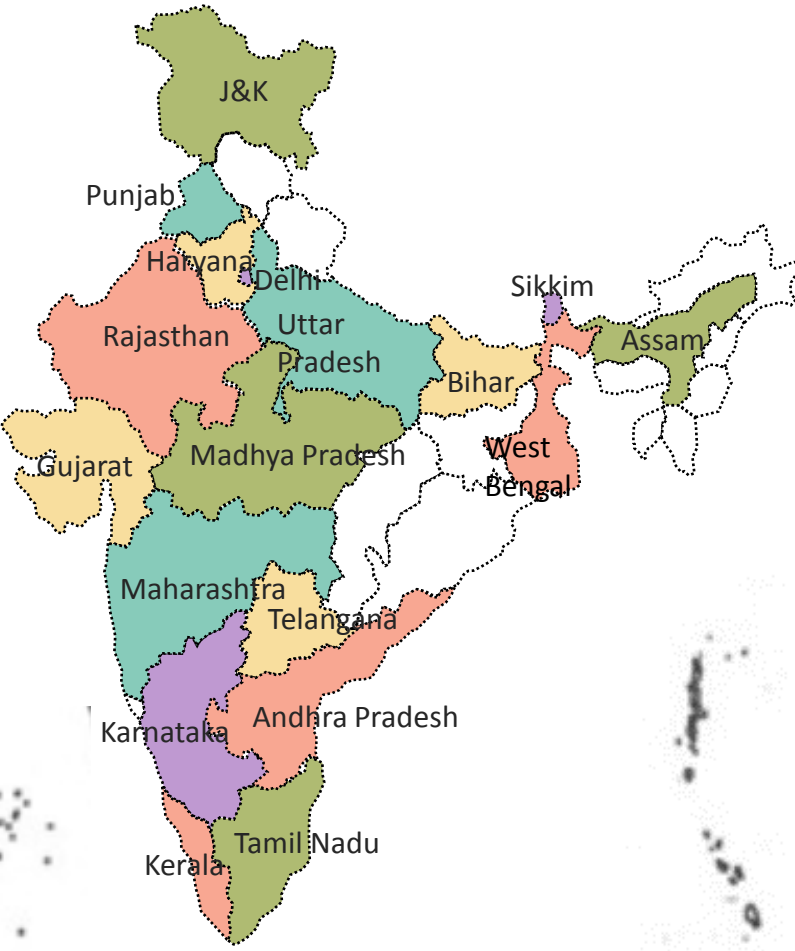 J&K
Punjab
Haryana
Delhi
Sikkim
Rajasthan
Uttar
Pradesh
Assam
Bihar
Gujarat
Madhya Pradesh
West
Bengal
Maharashtra
Telangana
Karnataka
Andhra Pradesh
Tamil Nadu
Kerala